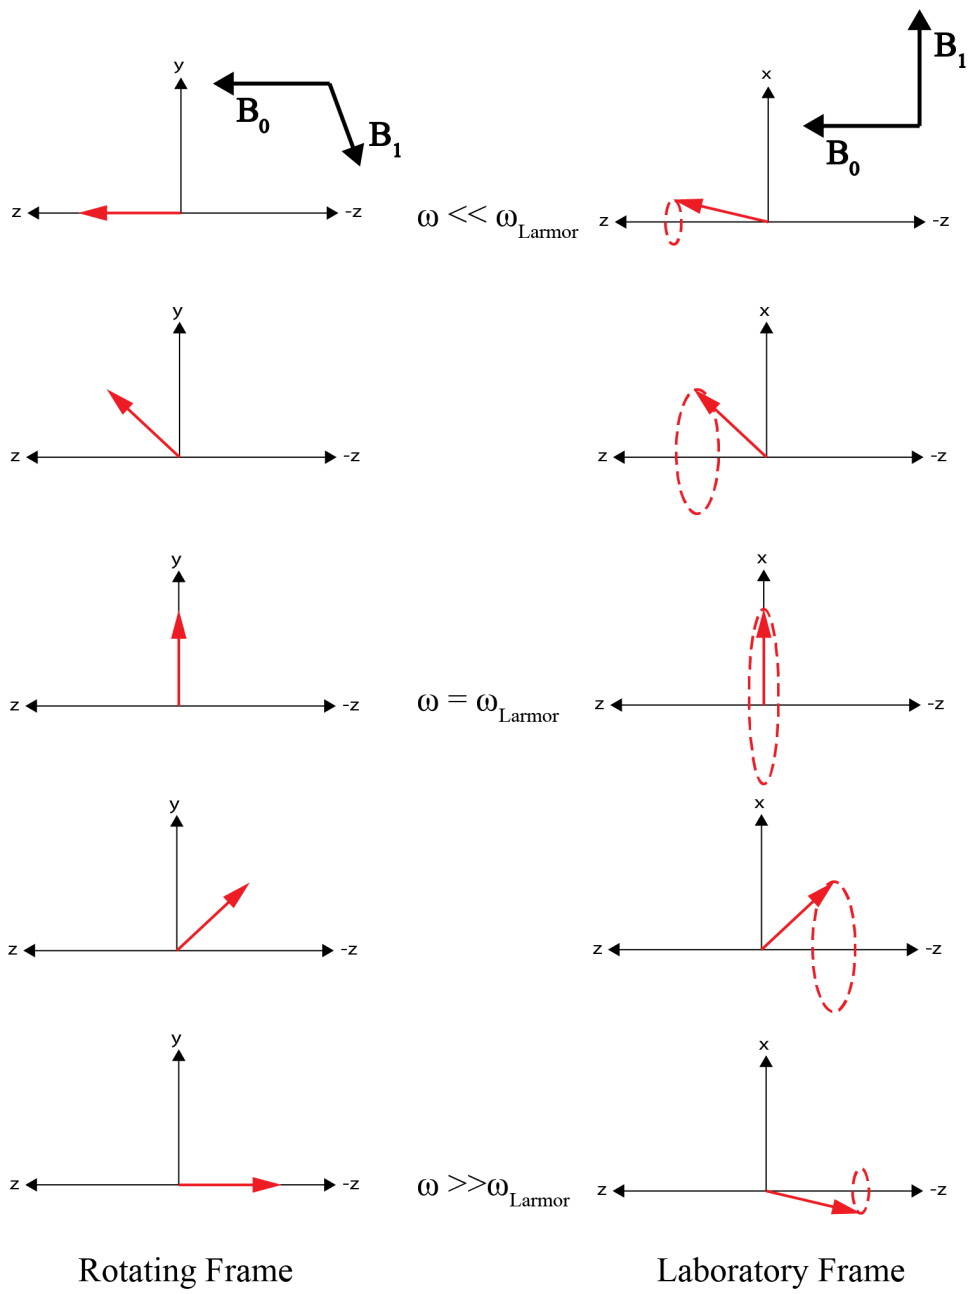 y
B0
B1
z
-z
ω << ωLarmor
x
B1
B0
z
-z
y
z
-z
x
z
-z
y
z
-z
ω = ωLarmor
x
z
-z
y
z
-z
x
z
-z
y
z
-z
ω >>ωLarmor
x
z
-z
Rotating Frame
Laboratory Frame